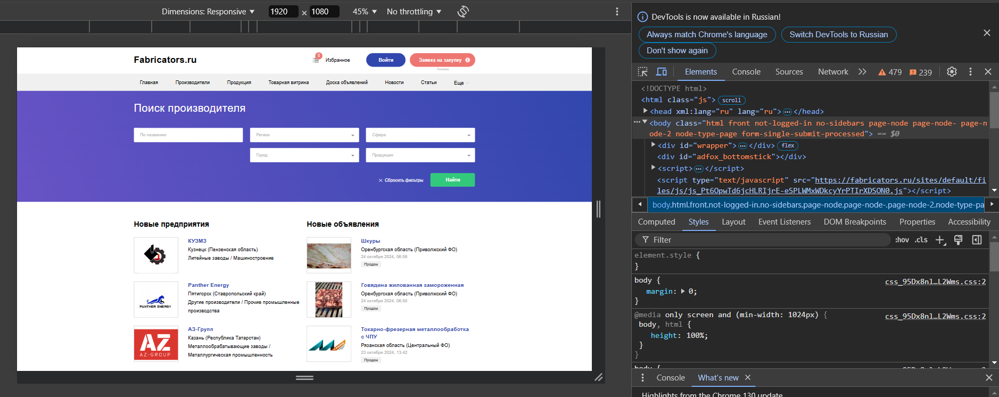 Dimensions: Responsive ▼ 1920 × 1080 45% ▼ No throttling ▼
Fabricators.ru
0
Избранное
Войти
Заявка на закупку
Реклама
Главная Производители Продукция Товарная витрина Доска объявлений Новости Статьи Еще
Поиск производителя
По названию Регион Сфера
Город Продукция
Сбросить фильтры Найти
Новые предприятия
КУЗМЗ
Кузнецк (Пензенская область)
Литейные заводы / Машиностроение
PANTHER ENERGY
Panther Energy
Пятигорск (Ставропольский край)
Другие производители / Прочие промышленные
производства
AZ
AZ-GROUP
АЗ-Групп
Казань (Республика Татарстан)
Металлообрабатывающие заводы /
Металлургическая промышленность
Новые объявления
Шкуры
Оренбургская область (Приволжский ФО)
24 октября 2024, 06:58
Продам
Говядина жилованная замороженная
Оренбургская область (Приволжский ФО)
24 октября 2024, 06:55
Продам
Токарно-фрезерная металлообработка
с ЧПУ
Рязанская область (Центральный ФО)
23 октября 2024, 13:42
Продам
DevTools is now available in Russian!
Always match Chrome's language Switch DevTools to Russian
Don't show again
Elements Console Sources Network 479 239
<!DOCTYPE html>
<html class="js"> scroll
<head xml:lang="ru" lang="ru"> … </head>
<body class="html front not-logged-in no-sidebars page-node page-node- page-n
ode-2 node-type-page form-single-submit-processed"> == $0
<div id="wrapper"> … </div> flex
<div id="adfox_bottomstick"></div>
<script> … </script>
<script type="text/javascript" src="https://fabricators.ru/sites/default/fi
les/js/js_Pt6OpwTd6jcHLRIjrE-eSPLWMxWDkcyYrPTIrXDSON0.js"></script>
body.html.front.not-logged-in.no-sidebars.page-node.page-node-.page-node-2.node-type-pa
Computed Styles Layout Event Listeners DOM Breakpoints Properties Accessibility
Filter :hov .cls
element.style {
}
body { css_95Dx8nl…L2Wms.css:2
margin: 0;
}
@media only screen and (min-width: 1024px) { css_95Dx8nl…L2Wms.css:2
body, html {
height: 100%;
}
}
body {
Console What's new
Highlights from the Chrome 130 update